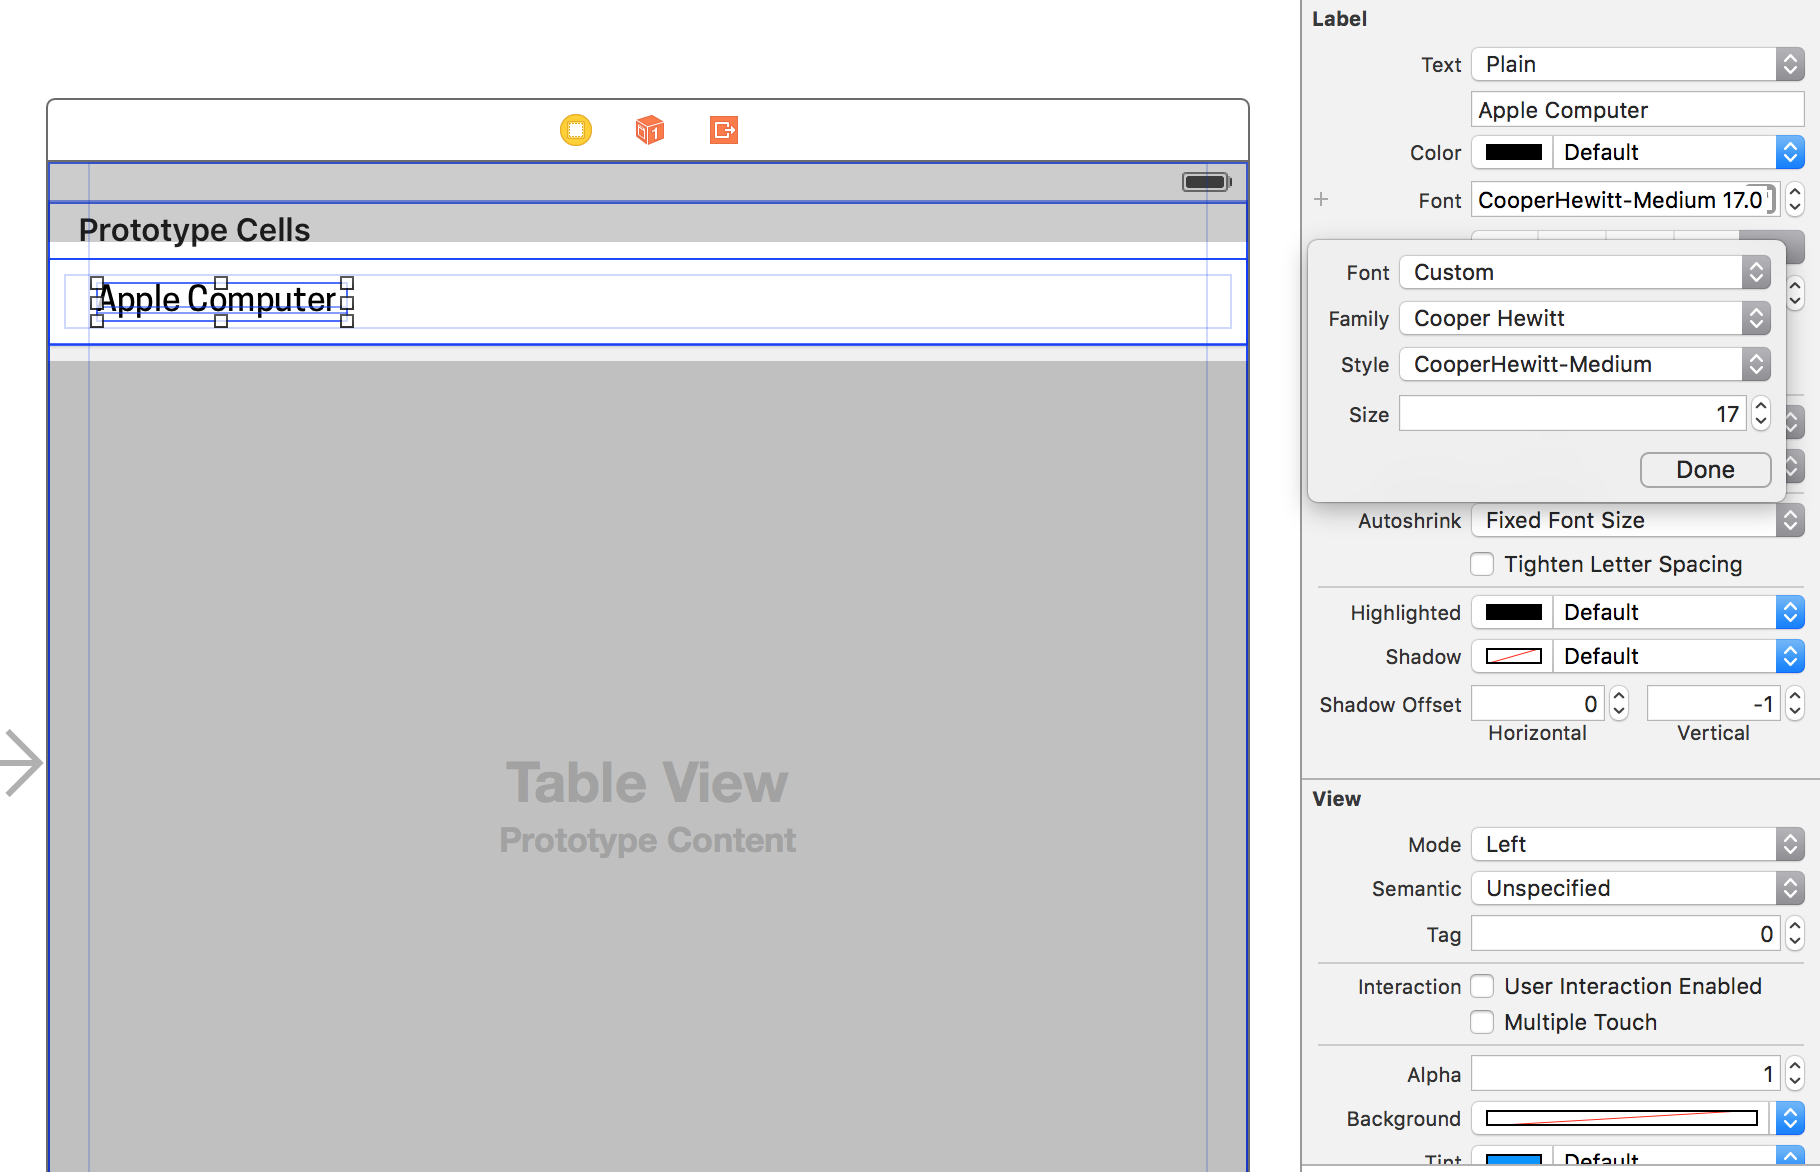 Prototype Cells
Apple Computer
Table View
Prototype Content
Label
Text Plain
Apple Computer
Color Default
Font CooperHewitt-Medium 17.0
Font Custom
Family Cooper Hewitt
Style CooperHewitt-Medium
Size 17
Done
Autoshrink Fixed Font Size
Tighten Letter Spacing
Highlighted Default
Shadow Default
Shadow Offset 0 -1
Horizontal Vertical
View
Mode Left
Semantic Unspecified
Tag 0
Interaction User Interaction Enabled
Multiple Touch
Alpha 1
Background
Tint Default